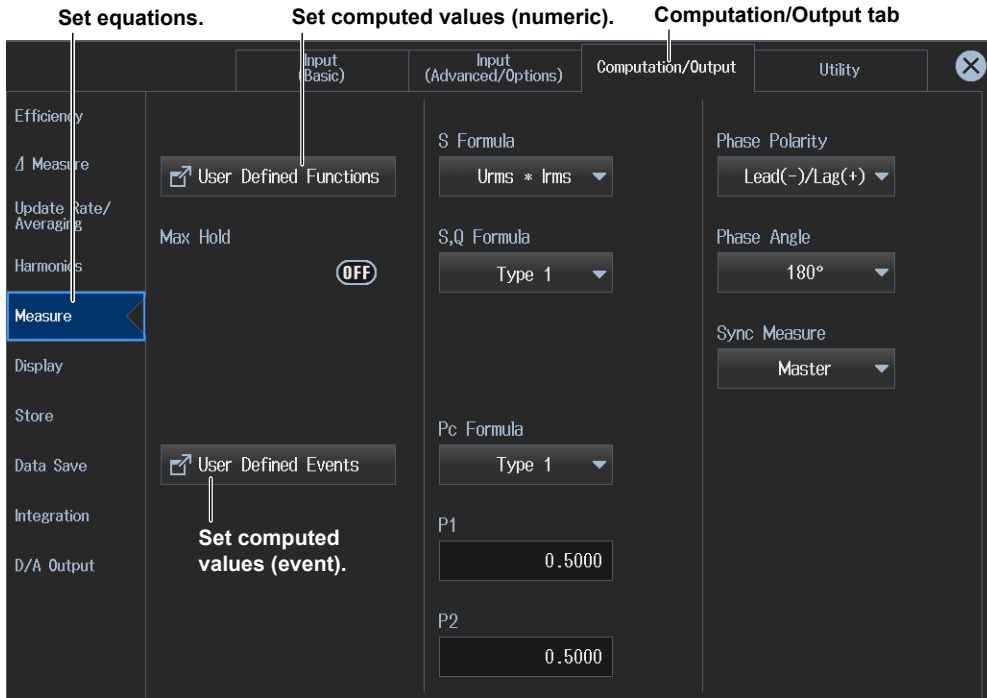 Set equations.
Set computed values (numeric).
Computation/Output tab
Input
(Basic)
Input
(Advanced/Options)
Computation/Output
Utility
Efficiency
⊿ Measure
Update Rate/
Averaging
Harmonics
Measure
Display
Store
Data Save
Integration
D/A Output
User Defined Functions
Max Hold
OFF
User Defined Events
Set computed
values (event).
S Formula
Urms * Irms
S,Q Formula
Type 1
Pc Formula
Type 1
P1
0.5000
P2
0.5000
Phase Polarity
Lead(-)/Lag(+)
Phase Angle
180°
Sync Measure
Master